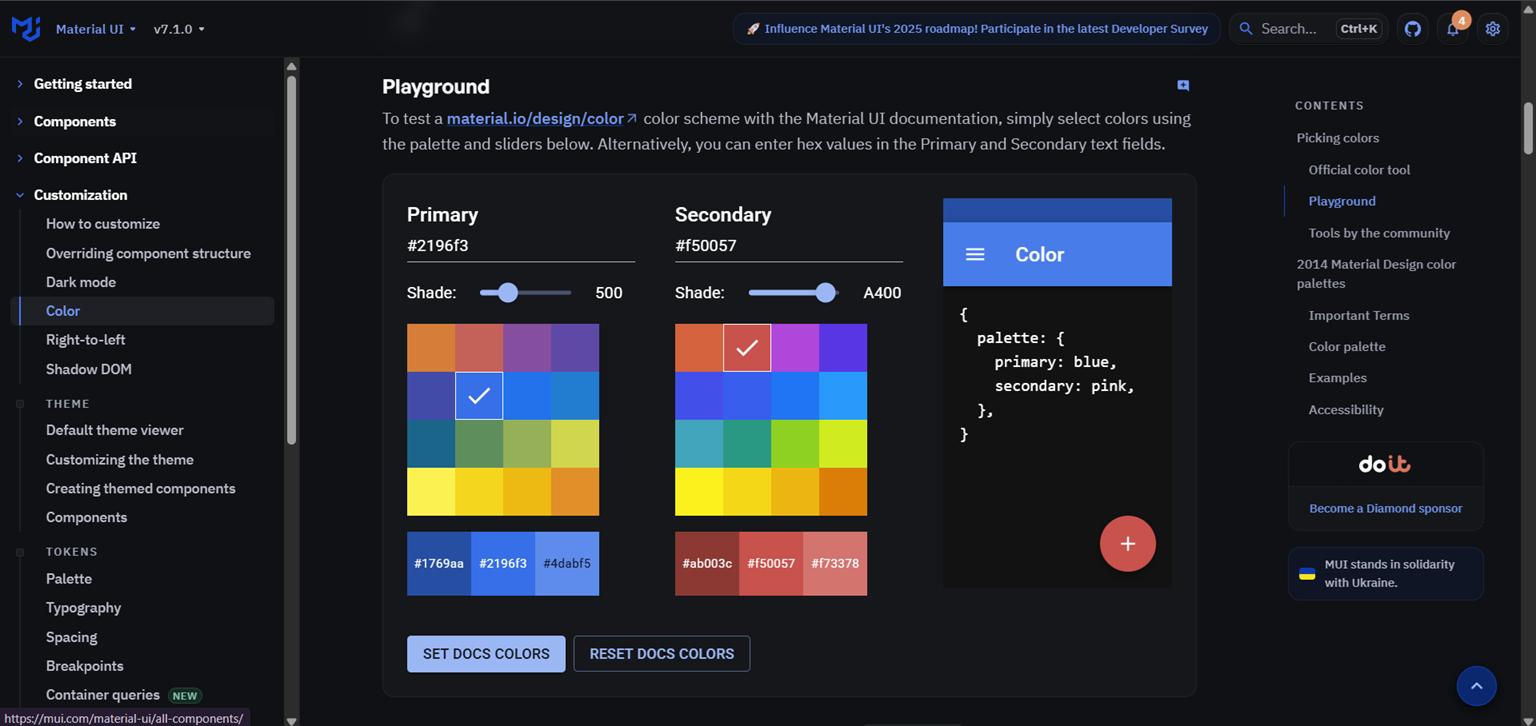 Material UI
v7.1.0
🚀 Influence Material UI's 2025 roadmap! Participate in the latest Developer Survey
Search...
Ctrl+K
4
Getting started
Components
Component API
Customization
How to customize
Overriding component structure
Dark mode
Color
Right-to-left
Shadow DOM
THEME
Default theme viewer
Customizing the theme
Creating themed components
Components
TOKENS
Palette
Typography
Spacing
Breakpoints
Container queries NEW
https://mui.com/material-ui/all-components/
Playground
To test a material.io/design/color color scheme with the Material UI documentation, simply select colors using
the palette and sliders below. Alternatively, you can enter hex values in the Primary and Secondary text fields.
Primary
#2196f3
Shade: 500
#1769aa #2196f3 #4dabf5
Secondary
#f50057
Shade: A400
#ab003c #f50057 #f73378
Color
{
palette: {
primary: blue,
secondary: pink,
},
}
+
SET DOCS COLORS
RESET DOCS COLORS
CONTENTS
Picking colors
Official color tool
Playground
Tools by the community
2014 Material Design color
palettes
Important Terms
Color palette
Examples
Accessibility
doit
Become a Diamond sponsor
MUI stands in solidarity
with Ukraine.